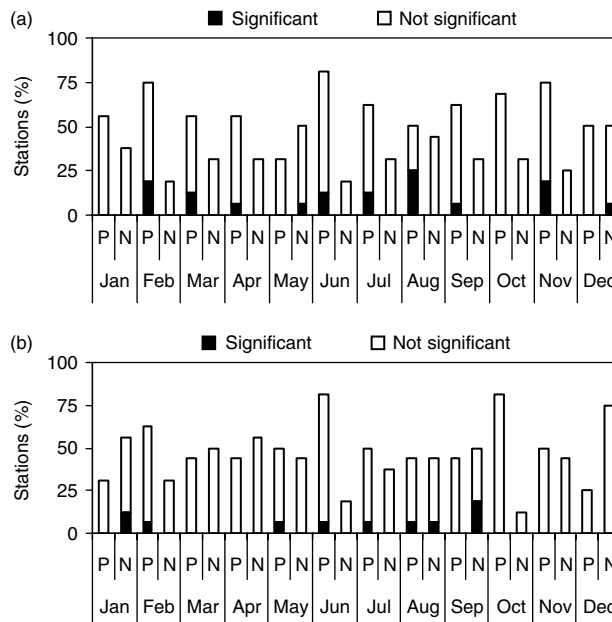 (a)
Significant Not significant
100
75
50
25
0
Stations (%)
P N P N P N P N P N P N P N P N P N P N P N P N
Jan Feb Mar Apr May Jun Jul Aug Sep Oct Nov Dec
(b)
Significant Not significant
100
75
50
25
0
Stations (%)
P N P N P N P N P N P N P N P N P N P N P N P N
Jan Feb Mar Apr May Jun Jul Aug Sep Oct Nov Dec